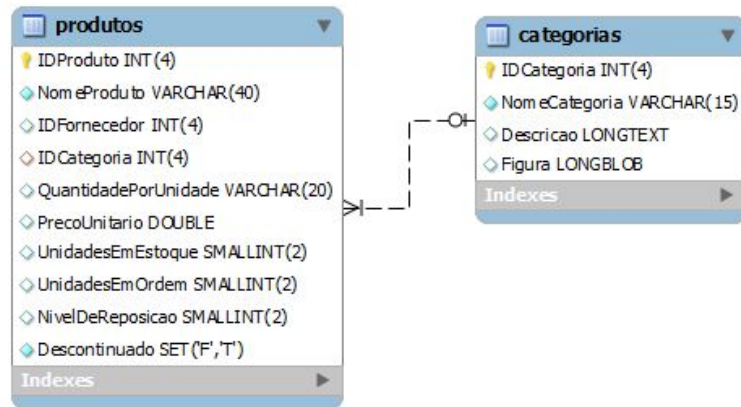 produtos
IDProduto INT(4)
NomeProduto VARCHAR(40)
IDFornecedor INT(4)
IDCategoria INT(4)
QuantidadePorUnidade VARCHAR(20)
PrecoUnitario DOUBLE
UnidadesEmEstoque SMALLINT(2)
UnidadesEmOrdem SMALLINT(2)
NivelDeReposicao SMALLINT(2)
Descontinuado SET('F','T')
Indexes
categorias
IDCategoria INT(4)
NomeCategoria VARCHAR(15)
Descricao LONGTEXT
Figura LONGBLOB
Indexes